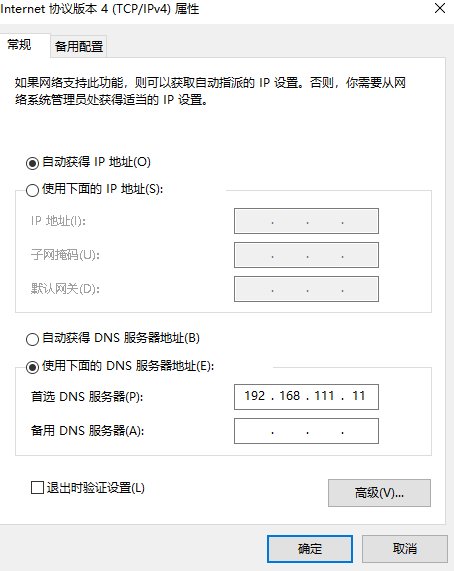 Internet 协议版本 4 (TCP/IPv4) 属性
常规 备用配置
如果网络支持此功能，则可以获取自动指派的 IP 设置。否则，你需要从网
络系统管理员处获得适当的 IP 设置。
自动获得 IP 地址(O)
使用下面的 IP 地址(S):
IP 地址(I): . . .
子网掩码(U): . . .
默认网关(D): . . .
自动获得 DNS 服务器地址(B)
使用下面的 DNS 服务器地址(E):
首选 DNS 服务器(P): 192 . 168 . 111 . 11
备用 DNS 服务器(A): . . .
退出时验证设置(L)
高级(V)...
确定 取消